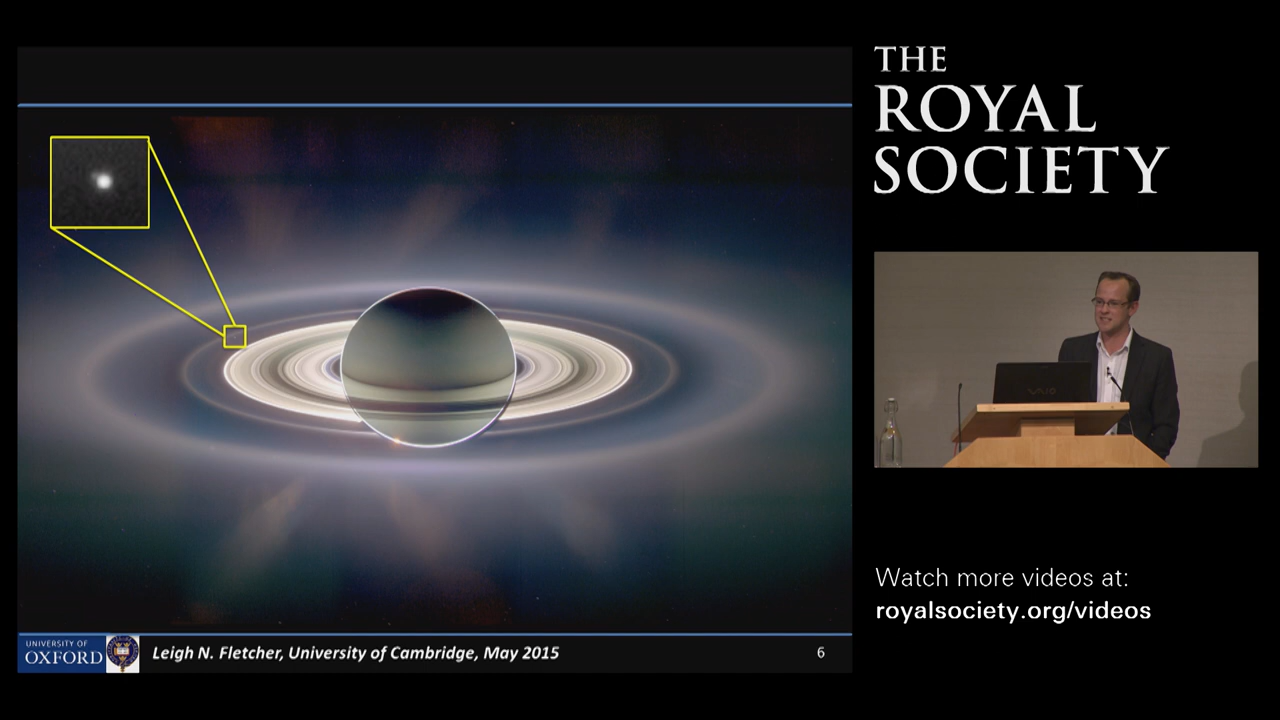 THE
ROYAL
SOCIETY
VAIO
Watch more videos at:
royalsociety.org/videos
UNIVERSITY OF
OXFORD
Leigh N. Fletcher, University of Cambridge, May 2015
6